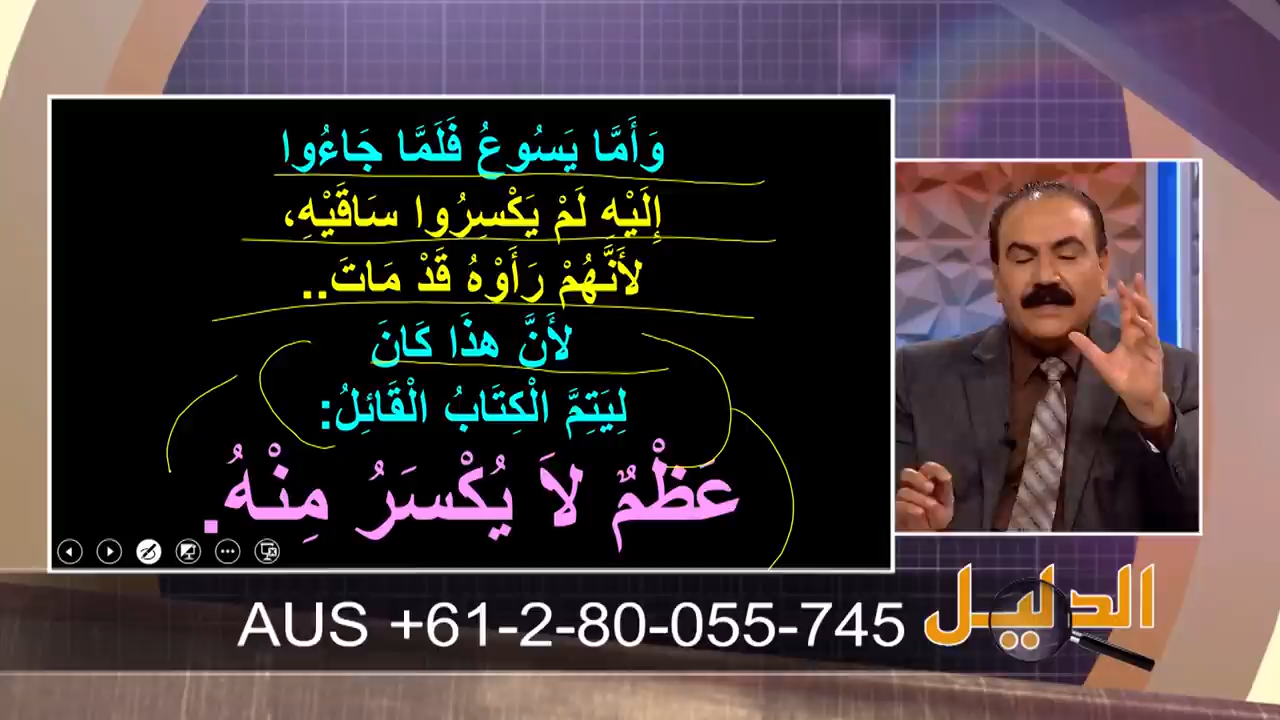 وَأَمَّا يَسُوعُ فَلَمَّا جَاءُوا
إِلَيْهِ لَمْ يَكْسِرُوا سَاقَيْهِ،
لأَنَّهُمْ رَأَوْهُ قَدْ مَاتَ..
لأَنَّ هذَا كَانَ
لِيَتِمَّ الْكِتَابُ الْقَائِلُ:
عَظْمٌ لاَ يُكْسَرُ مِنْهُ.
AUS +61-2-80-055-745
الدليل